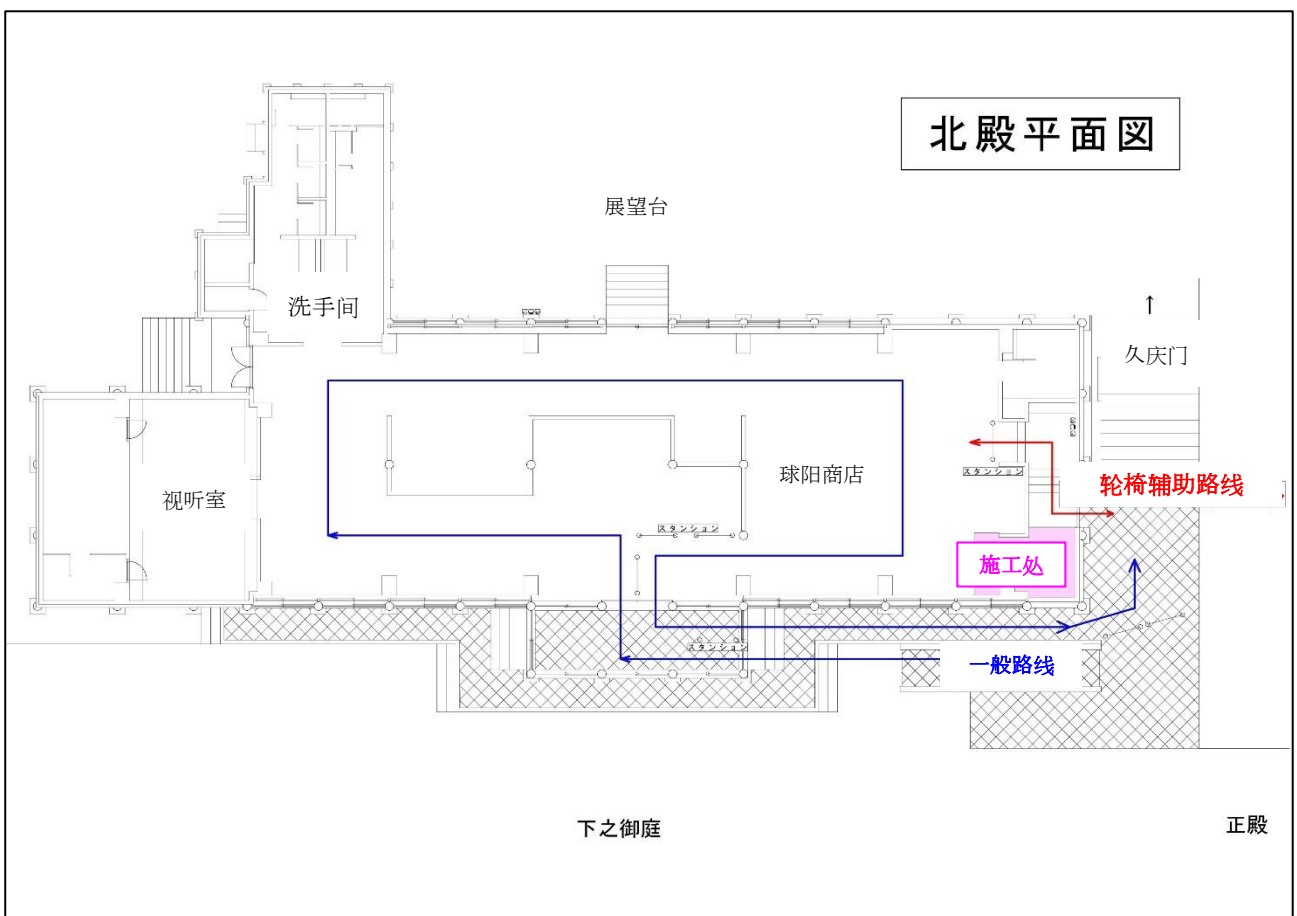 北殿平面図
展望台
洗手间
↑
久庆门
球阳商店
视听室
スタンション
轮椅辅助路线
スタンション
施工处
スタンション
一般路线
下之御庭
正殿